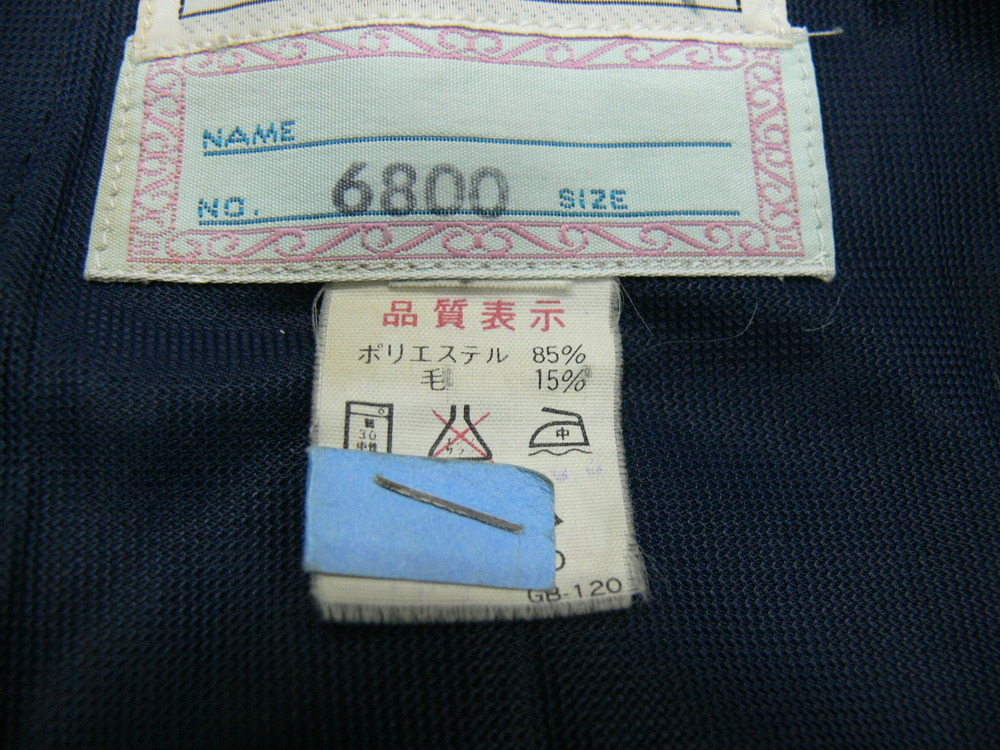 NAME
NO. 6800 SIZE
品質表示
ポリエステル 85%
毛 15%
30 中
GB-120